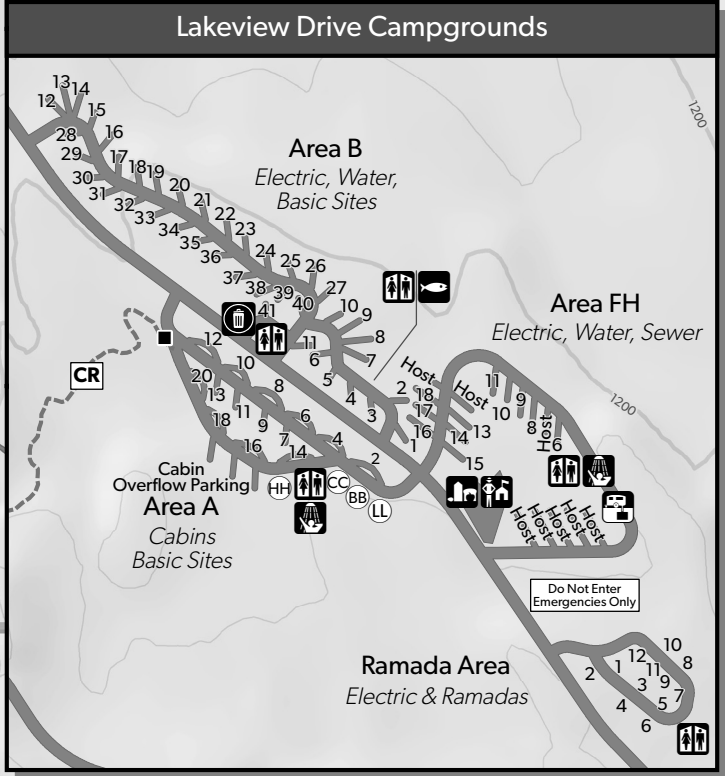 Lakeview Drive Campgrounds
1200
13 14
12
15
28
16
29
17
18 19
30
20
31
21
32
22
33
23
34
35
24
36
25
26
37
38
39
27
40
41
10
9
8
7
11
6
5
4
3
2
1
Area B
Electric, Water,
Basic Sites
Area FH
Electric, Water, Sewer
1200
Host
Host
18
17
16
13
14
15
11
10
9
8
Host
6
Host
Host
Host
Host
Host
CR
12
10
20
13
8
11
9
6
18
7
4
16
14
2
Cabin
Overflow Parking
HH
CC
BB
LL
Area A
Cabins
Basic Sites
Do Not Enter
Emergencies Only
Ramada Area
Electric & Ramadas
10
12
8
2
1
11
9
3
7
4
5
6